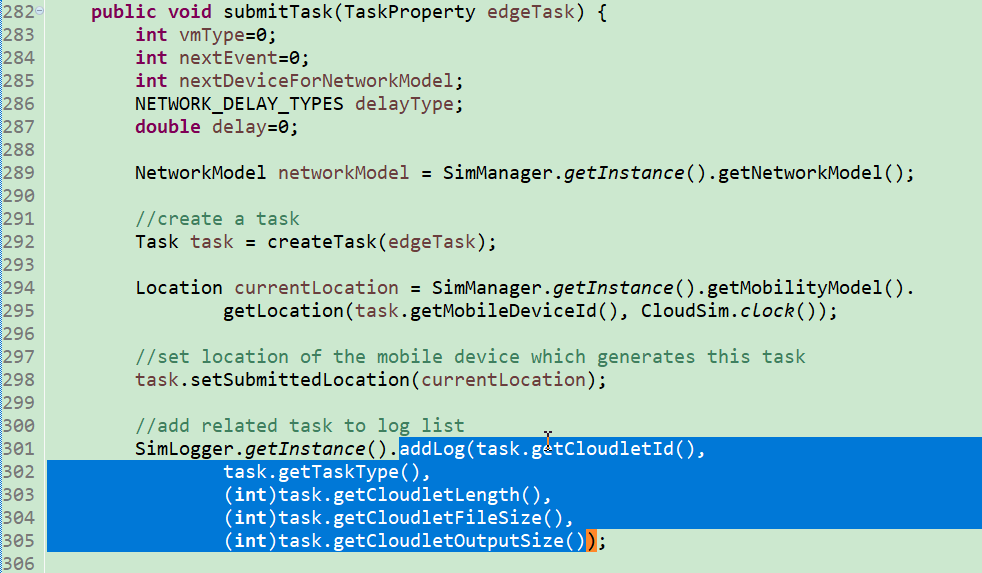 282 public void submitTask(TaskProperty edgeTask) {
283 int vmType=0;
284 int nextEvent=0;
285 int nextDeviceForNetworkModel;
286 NETWORK_DELAY_TYPES delayType;
287 double delay=0;
288
289 NetworkModel networkModel = SimManager.getInstance().getNetworkModel();
290
291 //create a task
292 Task task = createTask(edgeTask);
293
294 Location currentLocation = SimManager.getInstance().getMobilityModel().
295 getLocation(task.getMobileDeviceId(), CloudSim.clock());
296
297 //set location of the mobile device which generates this task
298 task.setSubmittedLocation(currentLocation);
299
300 //add related task to log list
301 SimLogger.getInstance().addLog(task.getCloudletId(),
302 task.getTaskType(),
303 (int)task.getCloudletLength(),
304 (int)task.getCloudletFileSize(),
305 (int)task.getCloudletOutputSize());
306